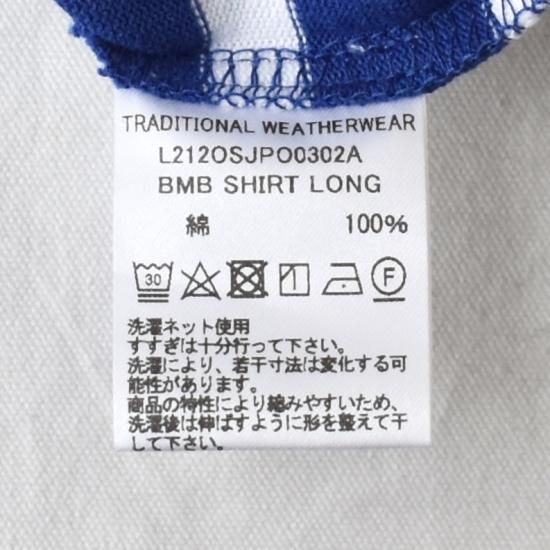 TRADITIONAL WEATHERWEAR
L212OSJPO0302A
BMB SHIRT LONG
綿 100%
30 F
洗濯ネット使用
すすぎは十分行って下さい。
洗濯により、若干寸法は変化する可
能性があります。
商品の特性により縮みやすいため、
洗濯後は伸ばすように形を整えて干
して下さい。